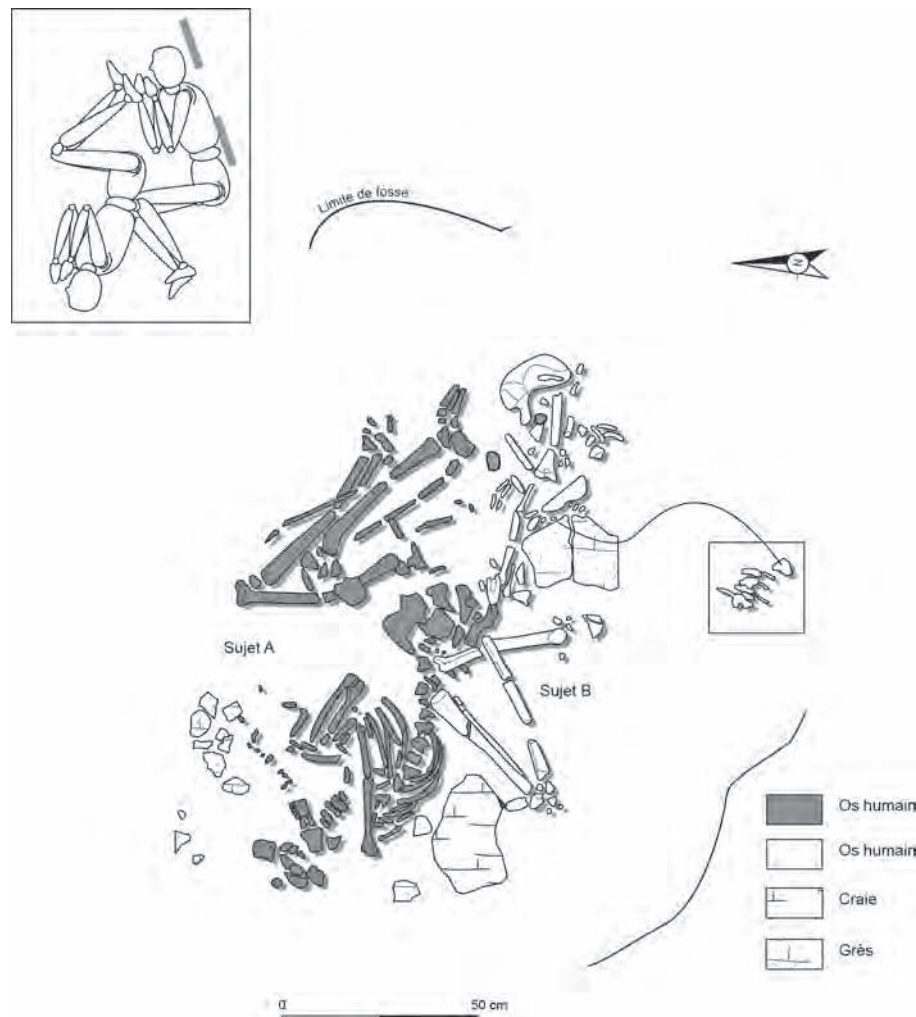 Limite de fosse
N
Sujet A
Sujet B
Os humain
Os humain
Craie
Grès
0 50 cm